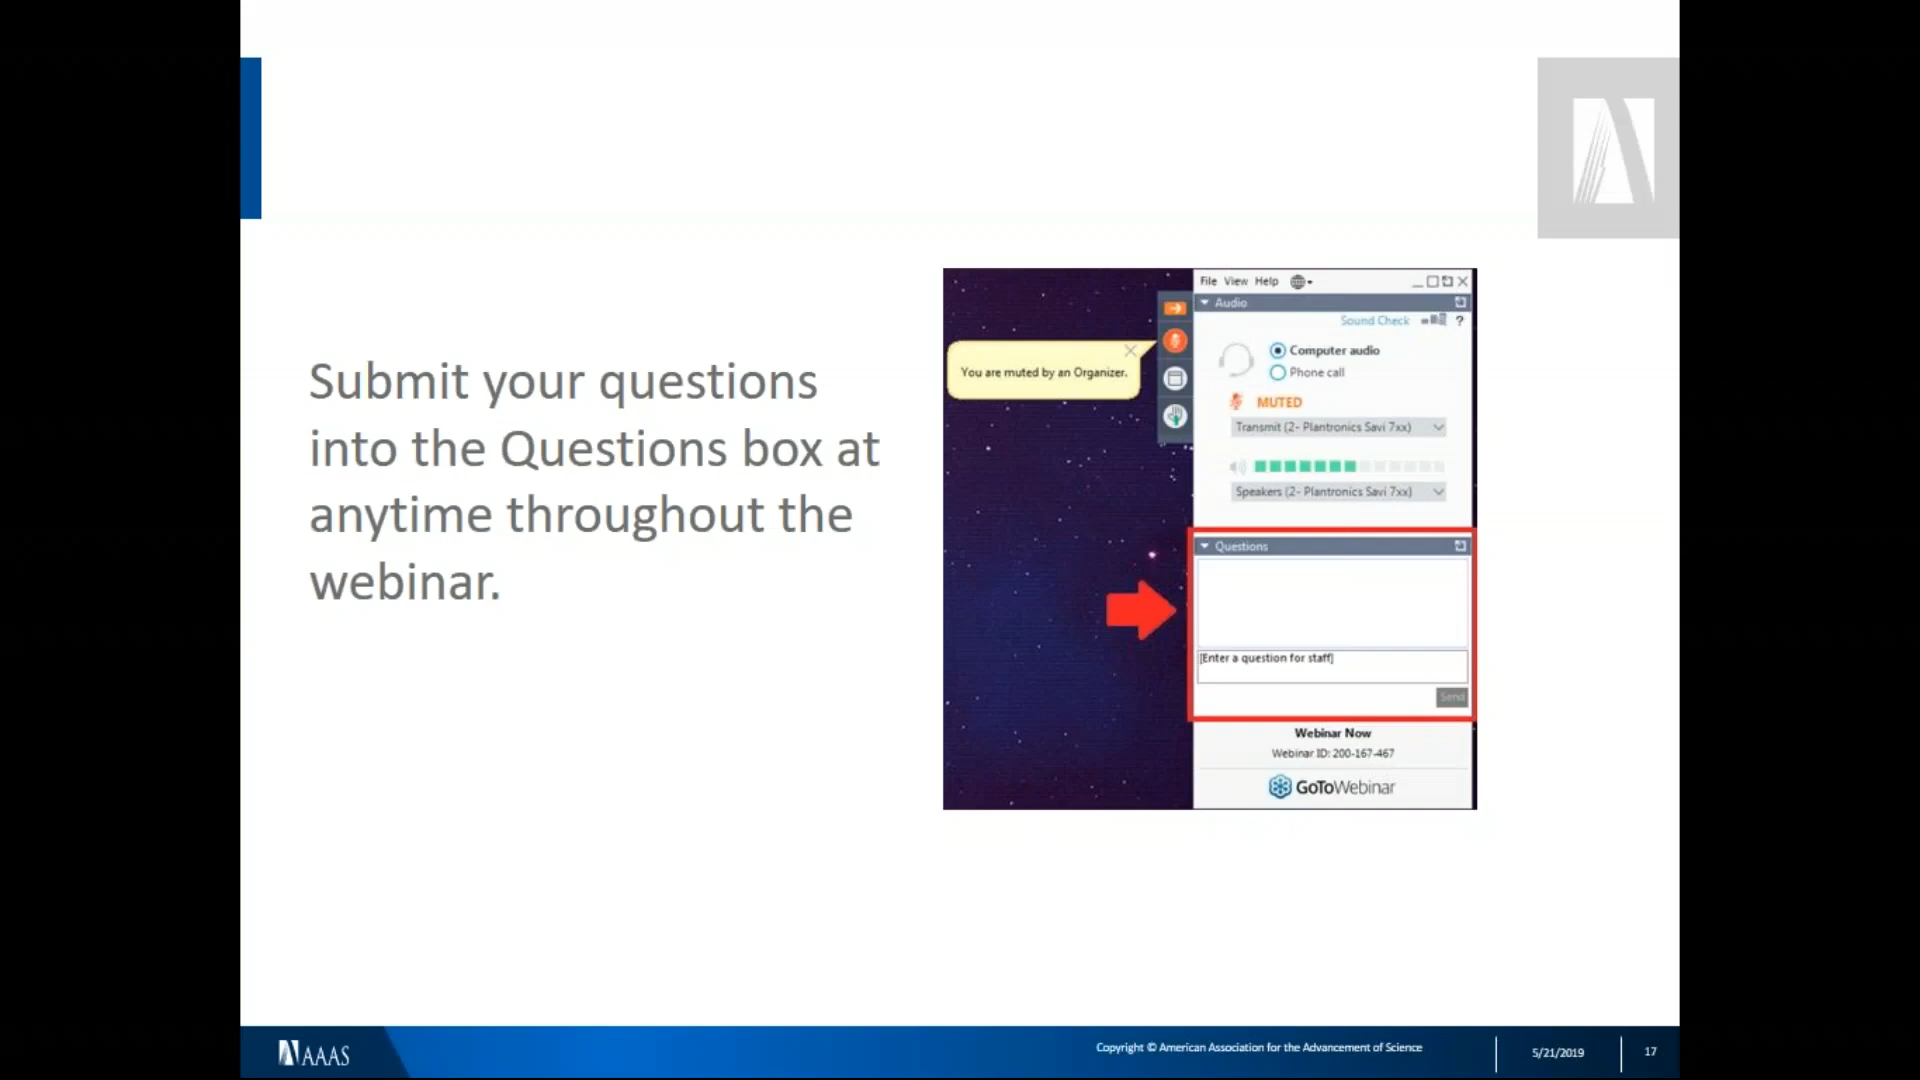 Submit your questions
into the Questions box at
anytime throughout the
webinar.
File View Help
Audio
Sound Check ?
Computer audio
Phone call
You are muted by an Organizer.
MUTED
Transmit (2- Plantronics Savi 7xx)
Speakers (2- Plantronics Savi 7xx)
Questions
[Enter a question for staff]
Send
Webinar Now
Webinar ID: 200-167-467
GoToWebinar
AAAS
Copyright © American Association for the Advancement of Science
5/21/2019
17